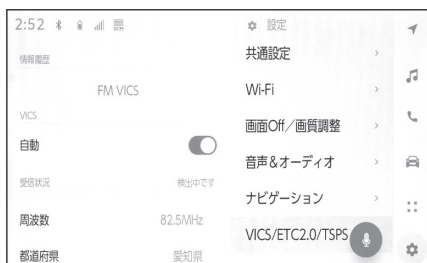 2:52
情報履歴
FM VICS
VICS
自動
受信状況 検出中です
周波数 82.5MHz
都道府県 愛知県
設定
共通設定
Wi-Fi
画面Off／画質調整
音声＆オーディオ
ナビゲーション
VICS/ETC2.0/TSPS